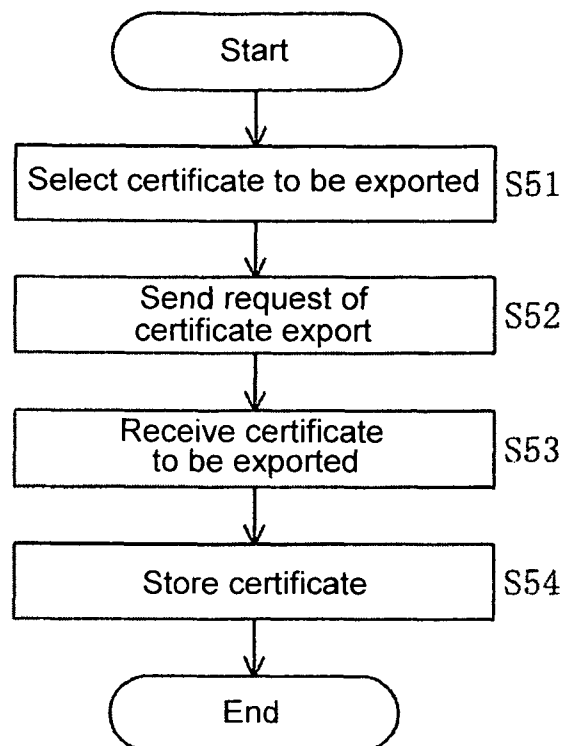 Start
Select certificate to be exported S51
Send request of
certificate export
S52
Receive certificate
to be exported
S53
Store certificate S54
End